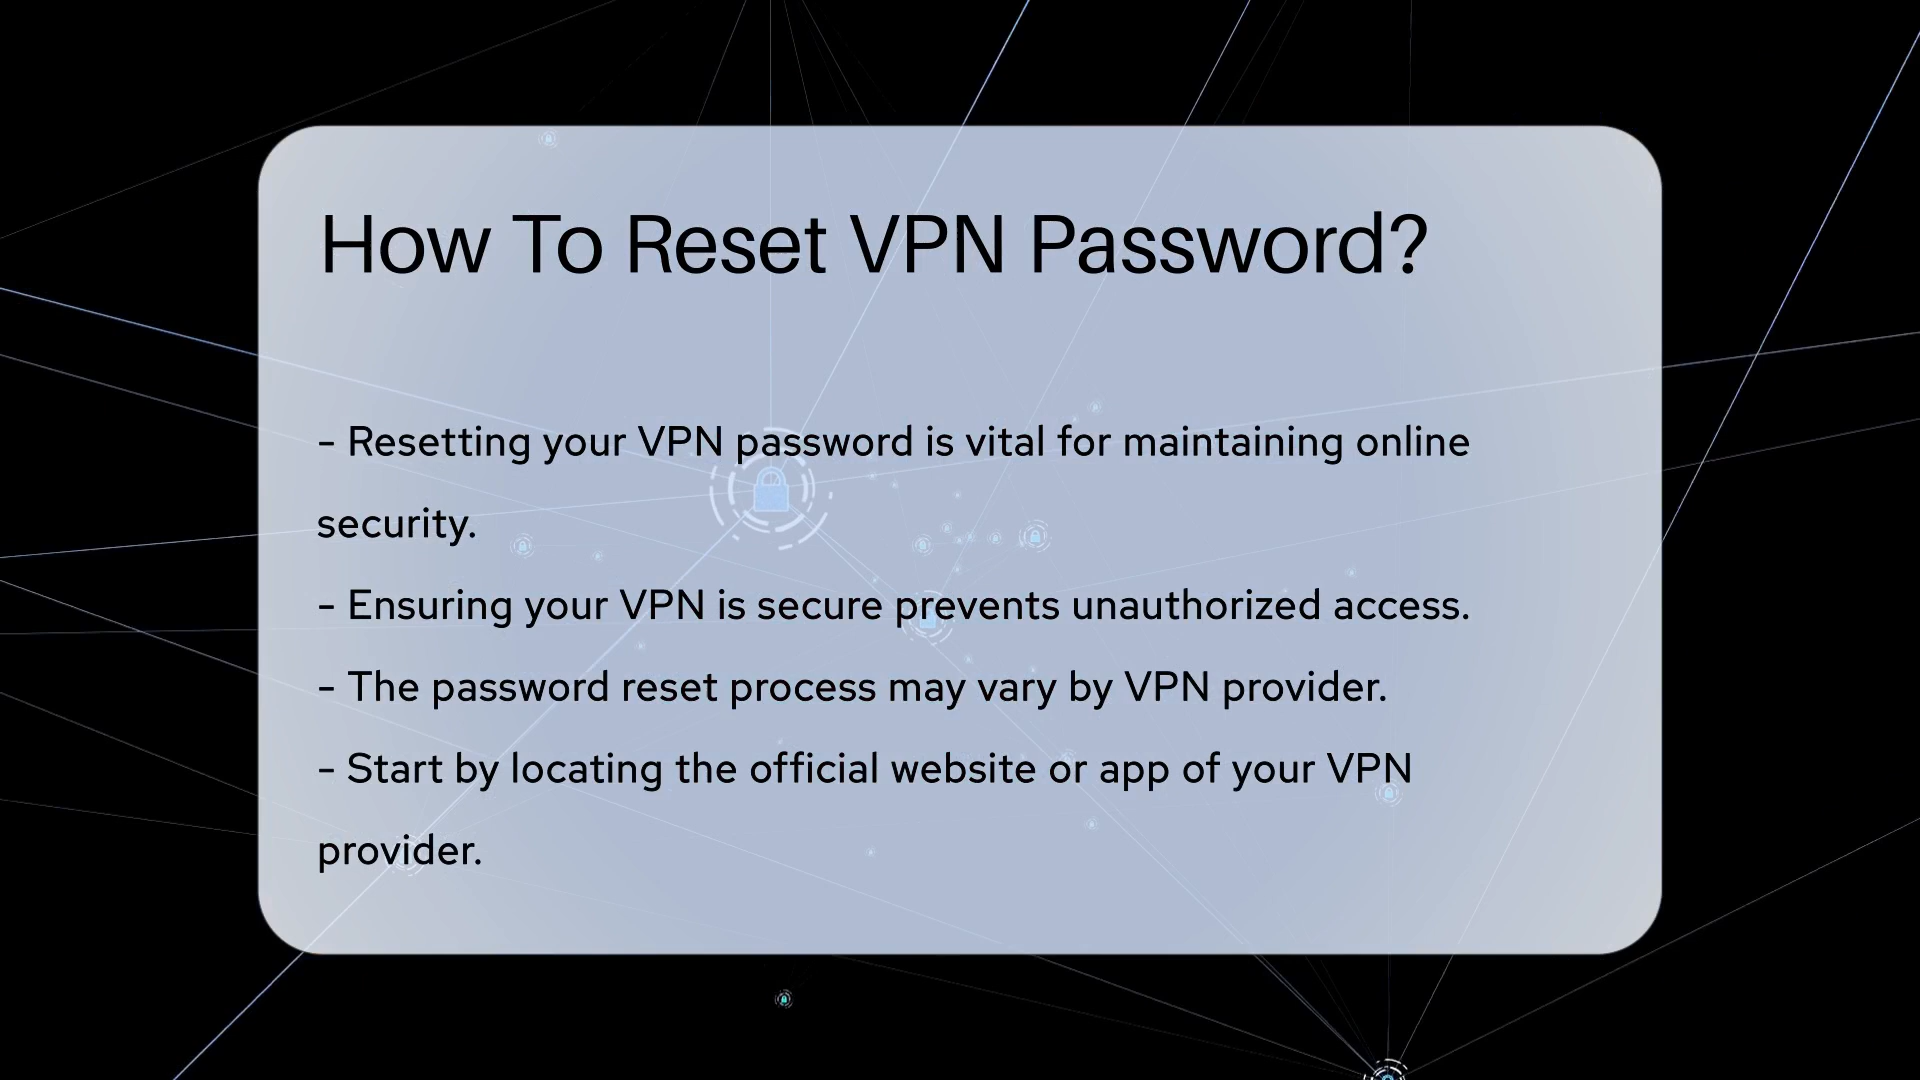 How To Reset VPN Password?
- Resetting your VPN password is vital for maintaining online
security.
- Ensuring your VPN is secure prevents unauthorized access.
- The password reset process may vary by VPN provider.
- Start by locating the official website or app of your VPN
provider.